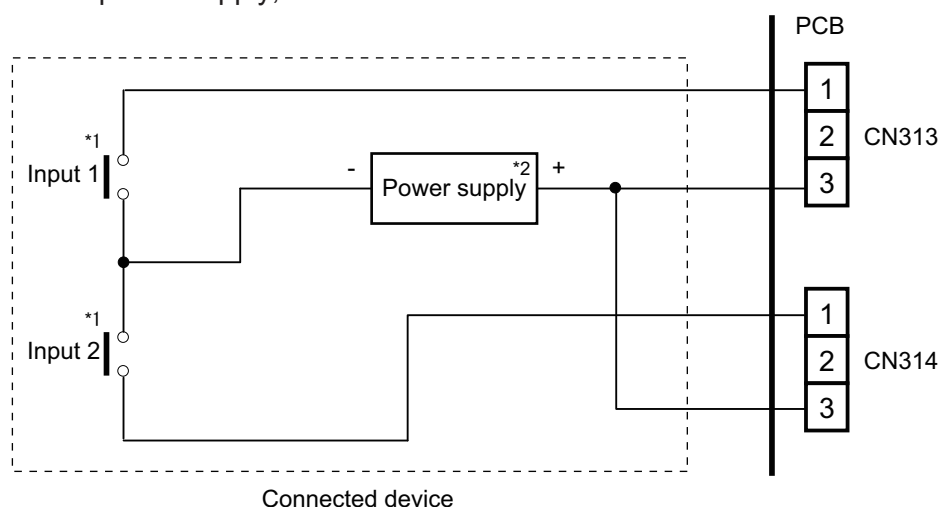 PCB
1
2
3
CN313
*1
Input 1
- Power supply *2 +
*1
Input 2
1
2
3
CN314
Connected device